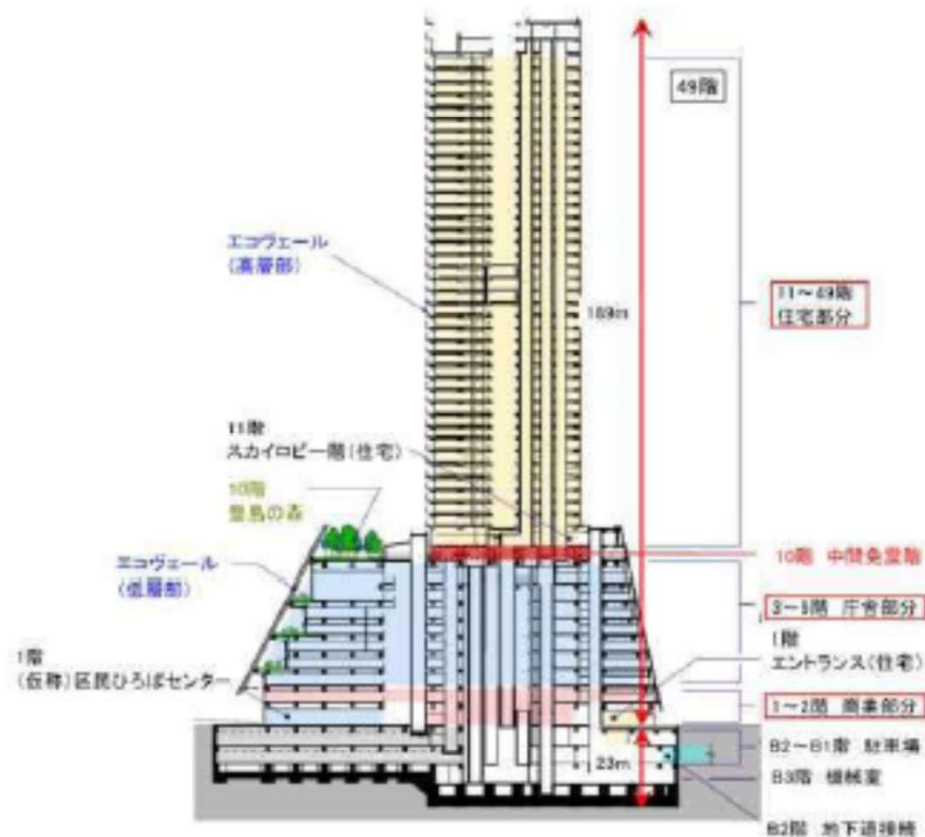 49階
エコヴェール
(高層部)
11～49階
住宅部分
189m
11階
スカイロビー階(住宅)
10階
豊島の森
エコヴェール
(低層部)
10階 中間免震階
3～9階 庁舎部分
1階
エントランス(住宅)
1階
(仮称)区民ひろばセンター
1～2階 商業部分
B2～B1階 駐車場
23m
B3階 機械室
B2階 地下道接続